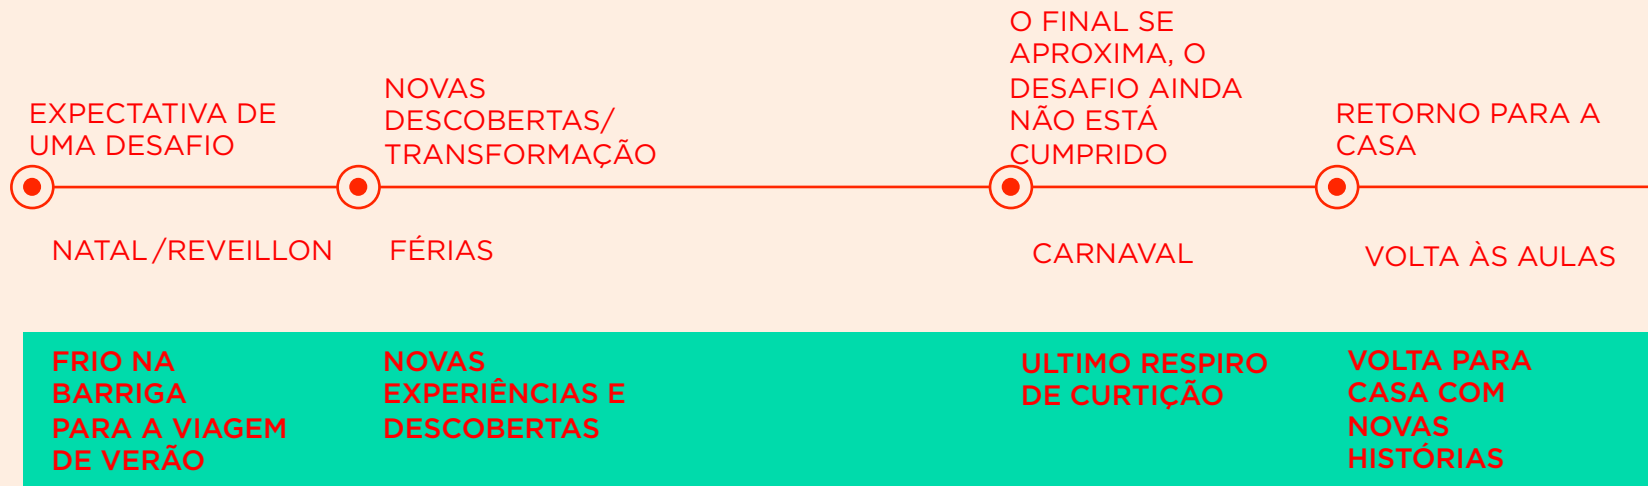 EXPECTATIVA DE
UMA DESAFIO
NOVAS
DESCOBERTAS/
TRANSFORMAÇÃO
O FINAL SE
APROXIMA, O
DESAFIO AINDA
NÃO ESTÁ
CUMPRIDO
RETORNO PARA A
CASA
NATAL/REVEILLON
FÉRIAS
CARNAVAL
VOLTA ÀS AULAS
FRIO NA
BARRIGA
PARA A VIAGEM
DE VERÃO
NOVAS
EXPERIÊNCIAS E
DESCOBERTAS
ULTIMO RESPIRO
DE CURTIÇÃO
VOLTA PARA
CASA COM
NOVAS
HISTÓRIAS